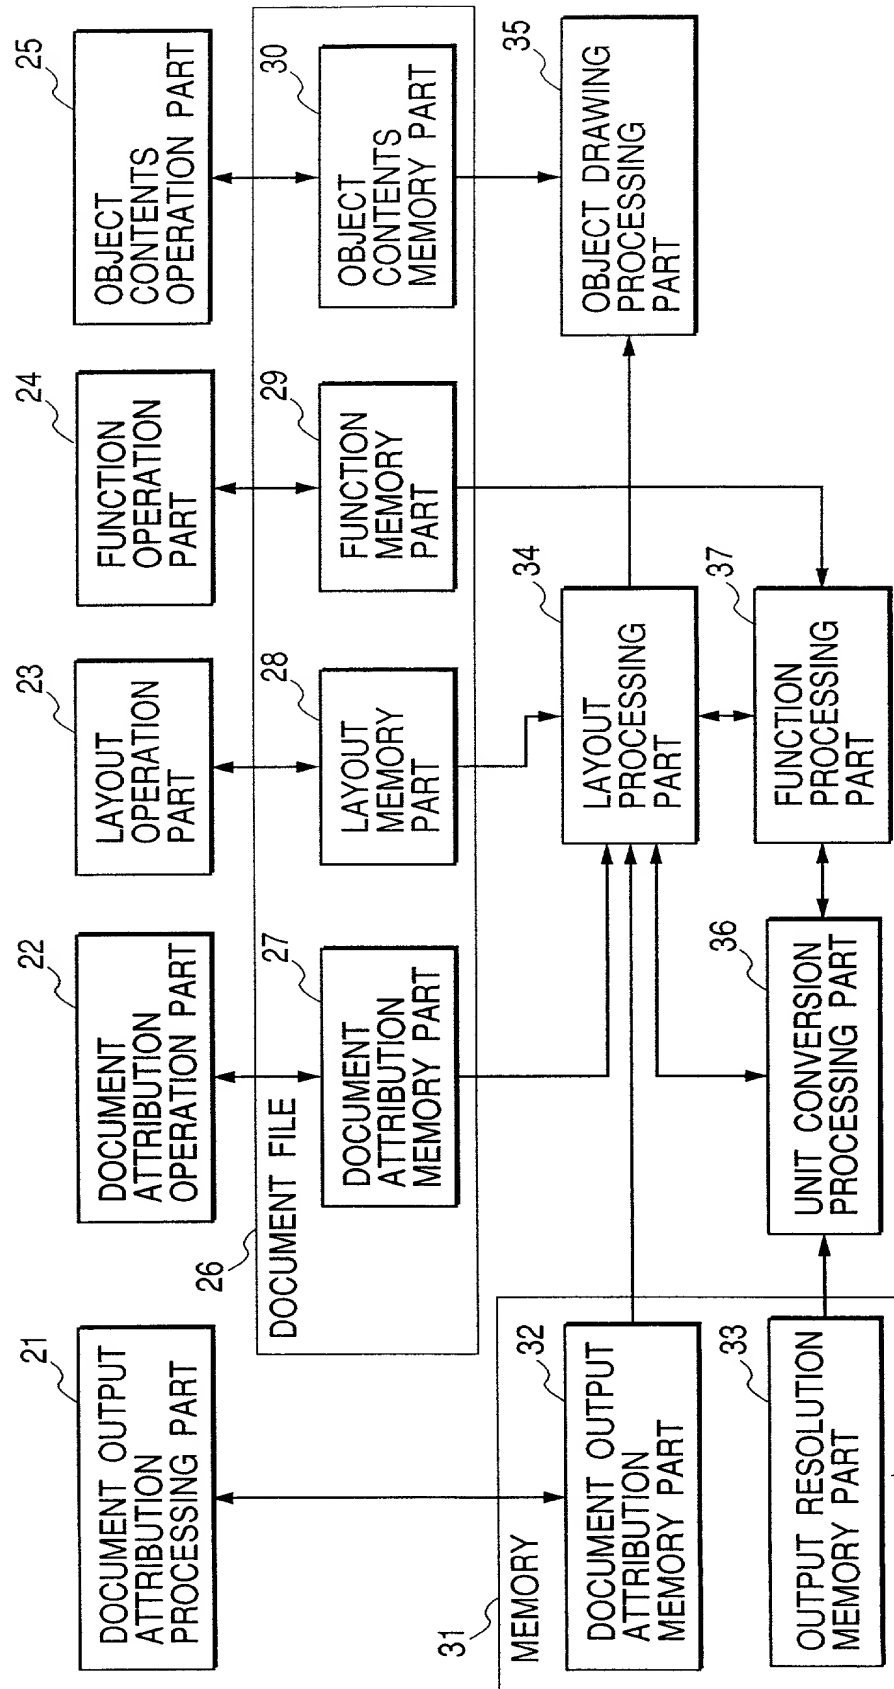 21
DOCUMENT OUTPUT
ATTRIBUTION
PROCESSING PART
22
DOCUMENT
ATTRIBUTION
OPERATION PART
23
LAYOUT
OPERATION
PART
24
FUNCTION
OPERATION
PART
25
OBJECT
CONTENTS
OPERATION PART
26
DOCUMENT FILE
27
DOCUMENT
ATTRIBUTION
MEMORY PART
28
LAYOUT
MEMORY
PART
29
FUNCTION
MEMORY
PART
30
OBJECT
CONTENTS
MEMORY PART
31
MEMORY
32
DOCUMENT OUTPUT
ATTRIBUTION
MEMORY PART
34
LAYOUT
PROCESSING
PART
35
OBJECT DRAWING
PROCESSING
PART
33
OUTPUT RESOLUTION
MEMORY PART
36
UNIT CONVERSION
PROCESSING PART
37
FUNCTION
PROCESSING
PART